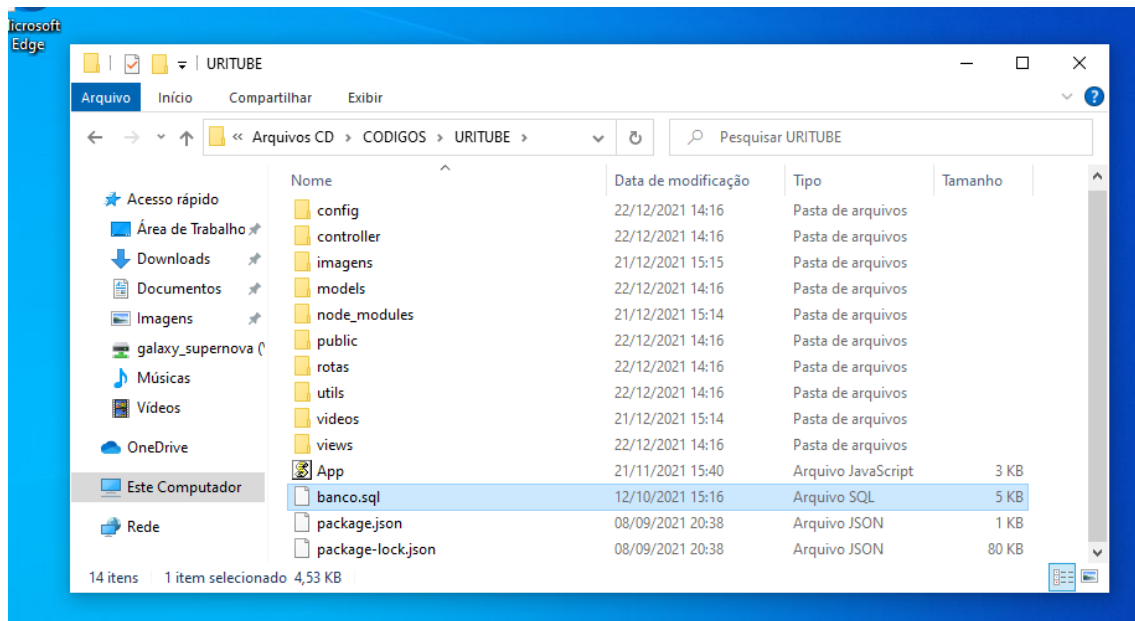 licrosoft
Edge
URITUBE
Arquivo Início Compartilhar Exibir
« Arquivos CD > CODIGOS > URITUBE > Pesquisar URITUBE
Nome Data de modificação Tipo Tamanho
Acesso rápido
Área de Trabalho
Downloads
Documentos
Imagens
galaxy_supernova (
Músicas
Vídeos
OneDrive
Este Computador
Rede
config 22/12/2021 14:16 Pasta de arquivos
controller 22/12/2021 14:16 Pasta de arquivos
imagens 21/12/2021 15:15 Pasta de arquivos
models 22/12/2021 14:16 Pasta de arquivos
node_modules 21/12/2021 15:14 Pasta de arquivos
public 22/12/2021 14:16 Pasta de arquivos
rotas 22/12/2021 14:16 Pasta de arquivos
utils 22/12/2021 14:16 Pasta de arquivos
videos 21/12/2021 15:14 Pasta de arquivos
views 22/12/2021 14:16 Pasta de arquivos
App 21/11/2021 15:40 Arquivo JavaScript 3 KB
banco.sql 12/10/2021 15:16 Arquivo SQL 5 KB
package.json 08/09/2021 20:38 Arquivo JSON 1 KB
package-lock.json 08/09/2021 20:38 Arquivo JSON 80 KB
14 itens 1 item selecionado 4,53 KB